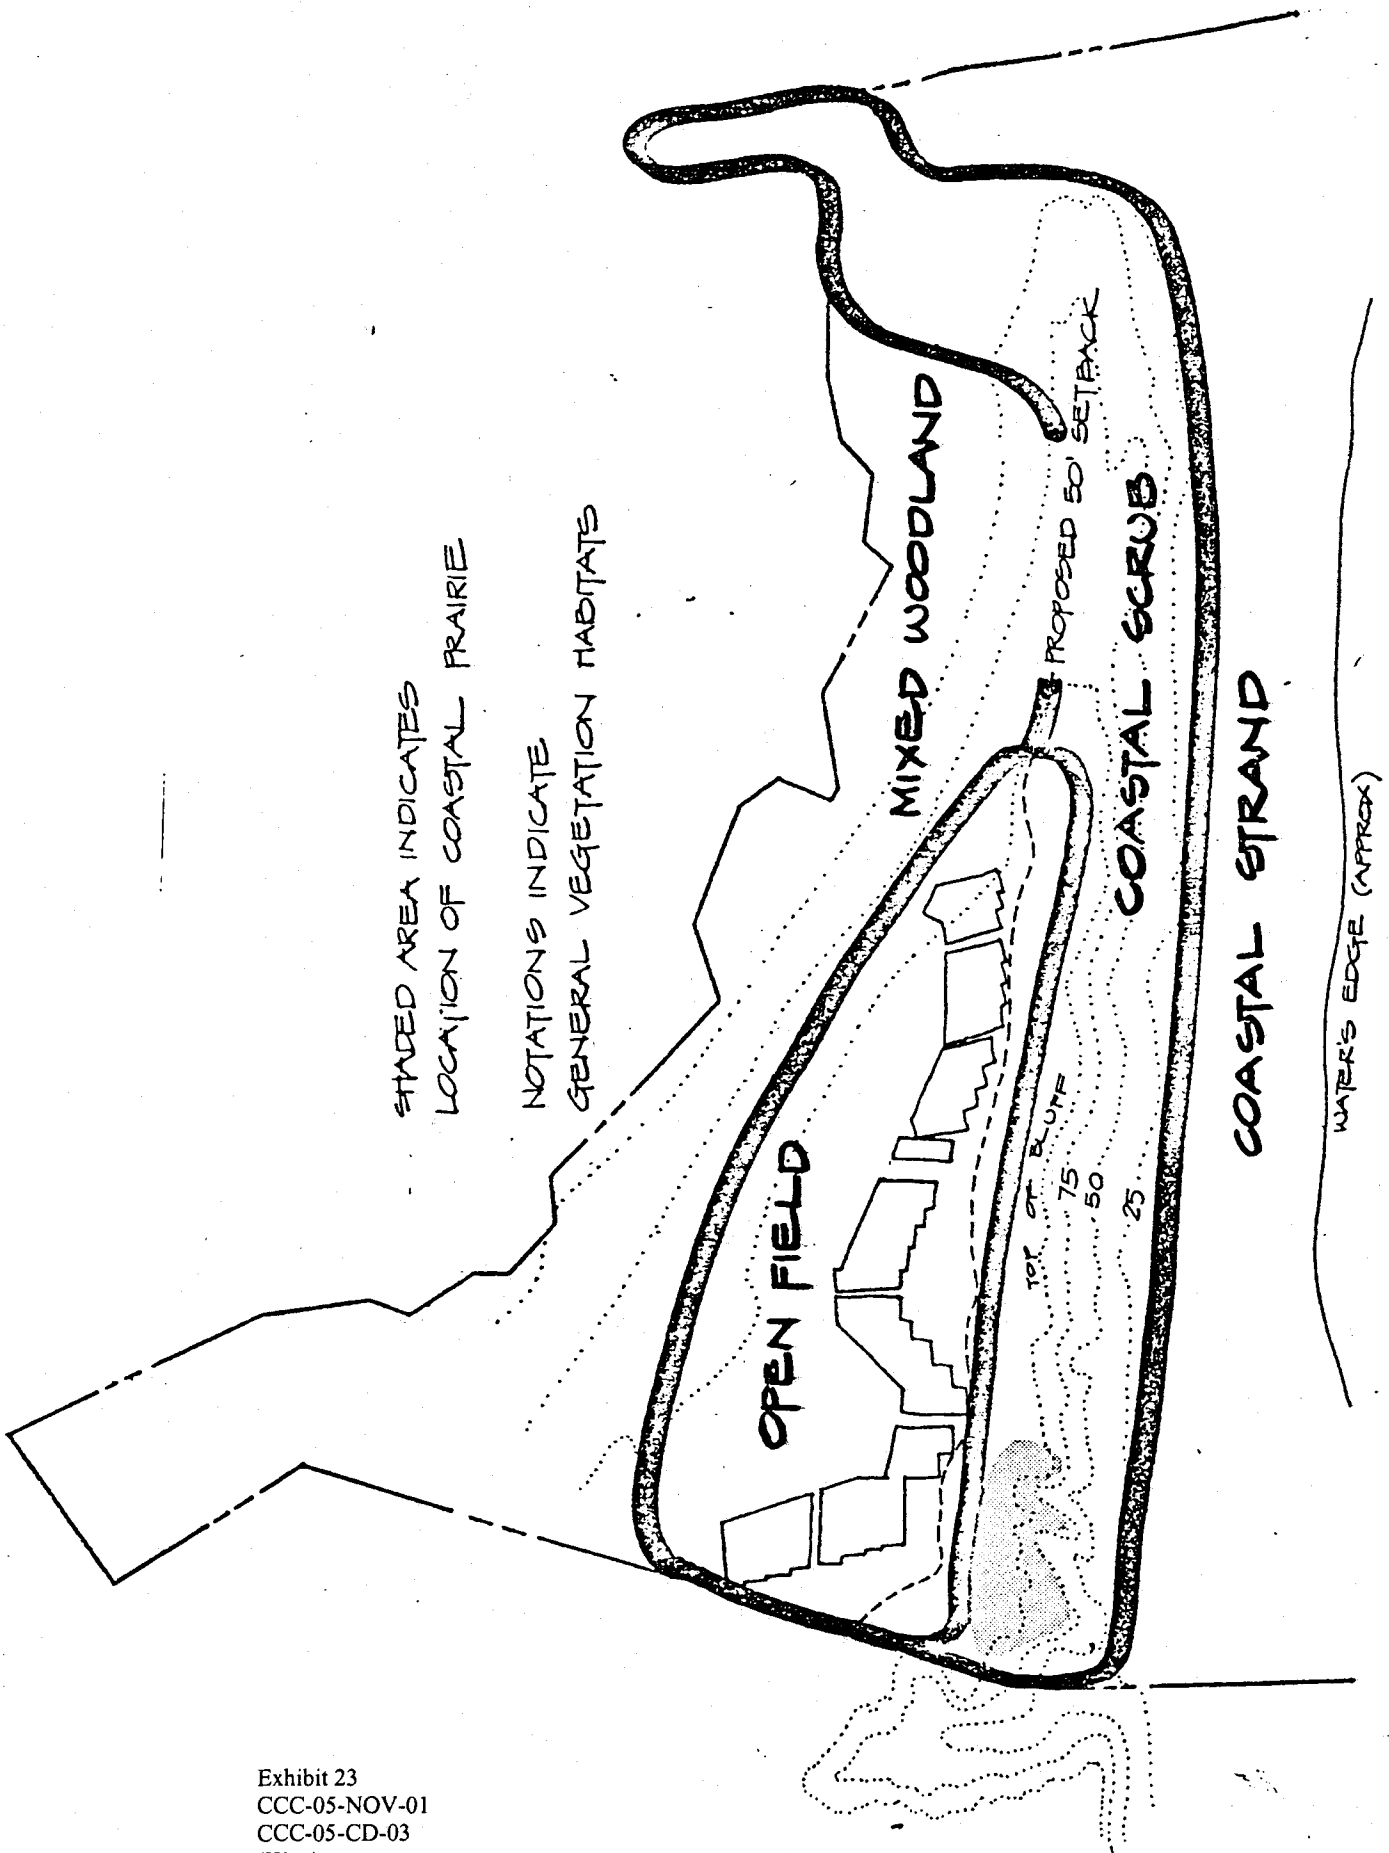 SHADED AREA INDICATES
LOCATION OF COASTAL PRAIRIE
NOTATIONS INDICATE
GENERAL VEGETATION HABITATS
OPEN FIELD
MIXED WOODLAND
PROPOSED 50' SETBACK
TOP OF BLUFF
75
50
25
COASTAL SCRUB
COASTAL STRAND
WATER'S EDGE (APPROX)
Exhibit 23
CCC-05-NOV-01
CCC-05-CD-03